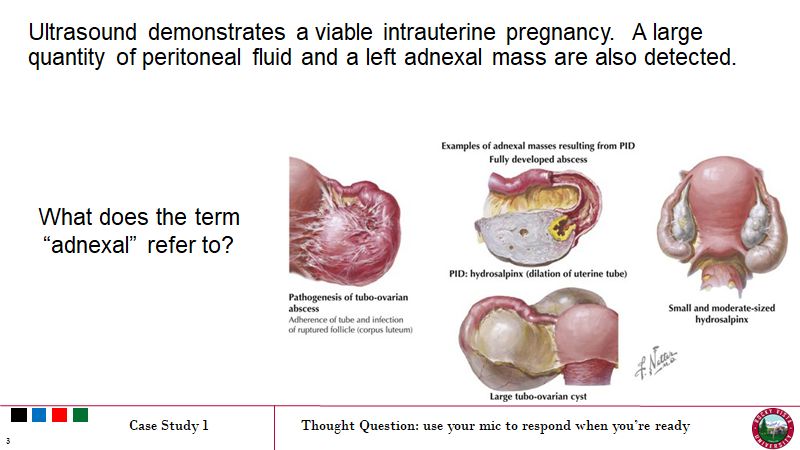 Ultrasound demonstrates a viable intrauterine pregnancy. A large
quantity of peritoneal fluid and a left adnexal mass are also detected.
What does the term
“adnexal” refer to?
Examples of adnexal masses resulting from PID
Fully developed abscess
PID: hydrosalpinx (dilation of uterine tube)
Pathogenesis of tubo-ovarian
abscess
Adherence of tube and infection
of ruptured follicle (corpus luteum)
Small and moderate-sized
hydrosalpinx
Large tubo-ovarian cyst
F. Netter
M.D.
Case Study 1
Thought Question: use your mic to respond when you’re ready
3
ROCKY VISTA
UNIVERSITY